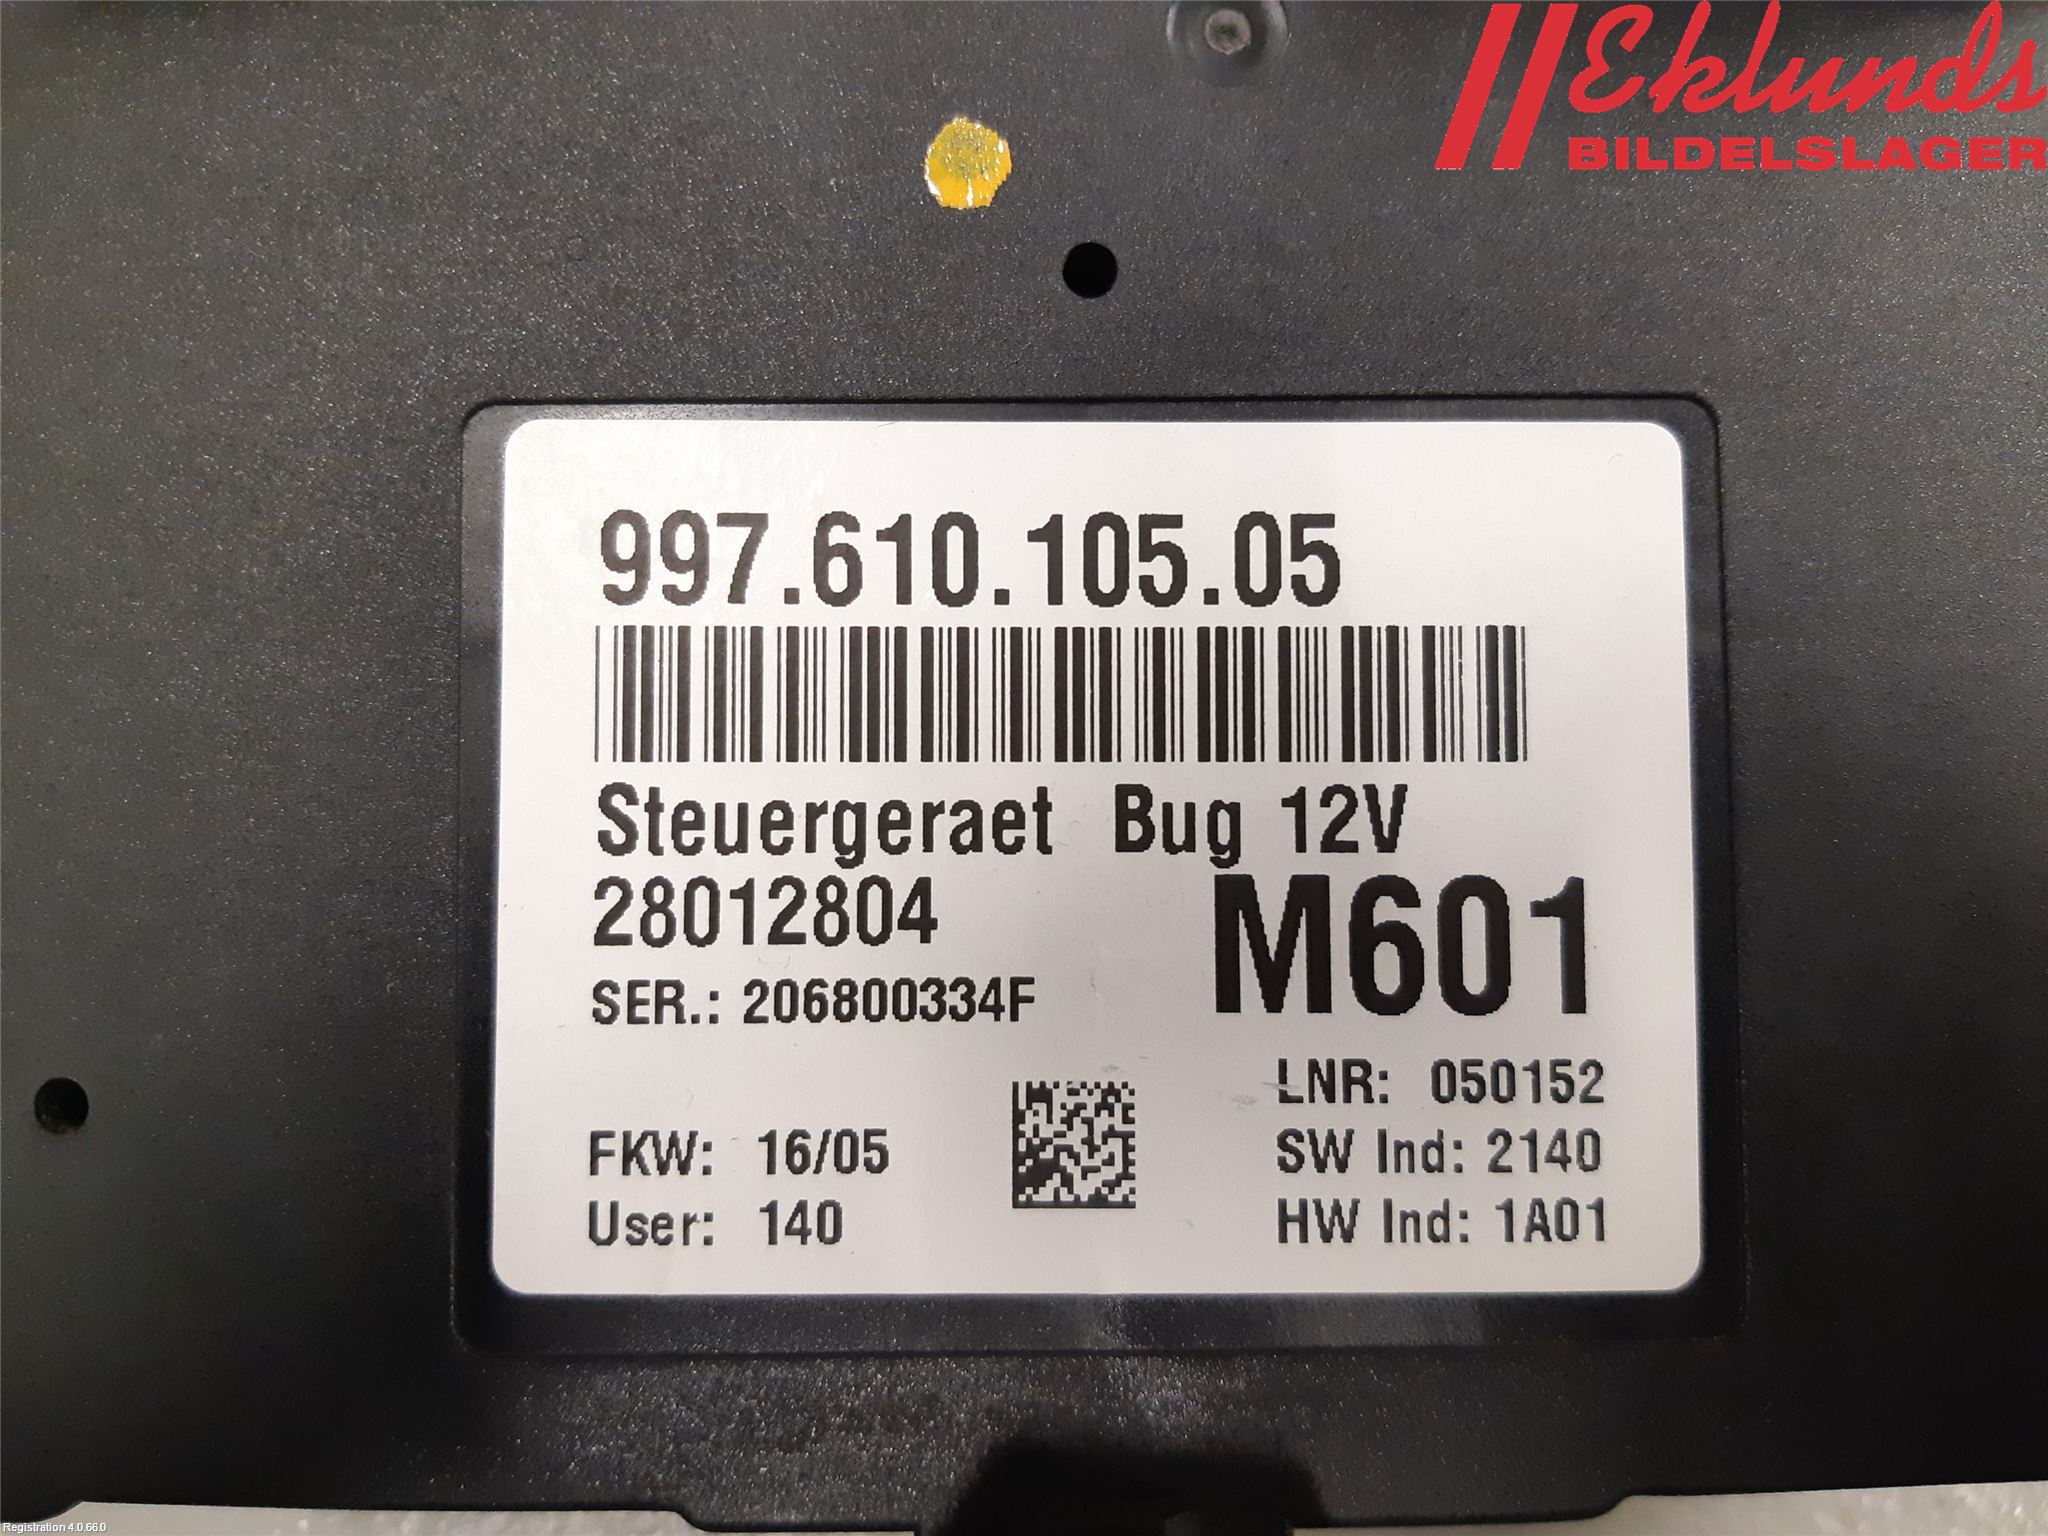 Eklunds
BILDELSLAGER
997.610.105.05
Steuergeraet Bug 12V
28012804
M601
SER.: 206800334F
LNR: 050152
FKW: 16/05
SW Ind: 2140
User: 140
HW Ind: 1A01
Registration 4.0.66.0